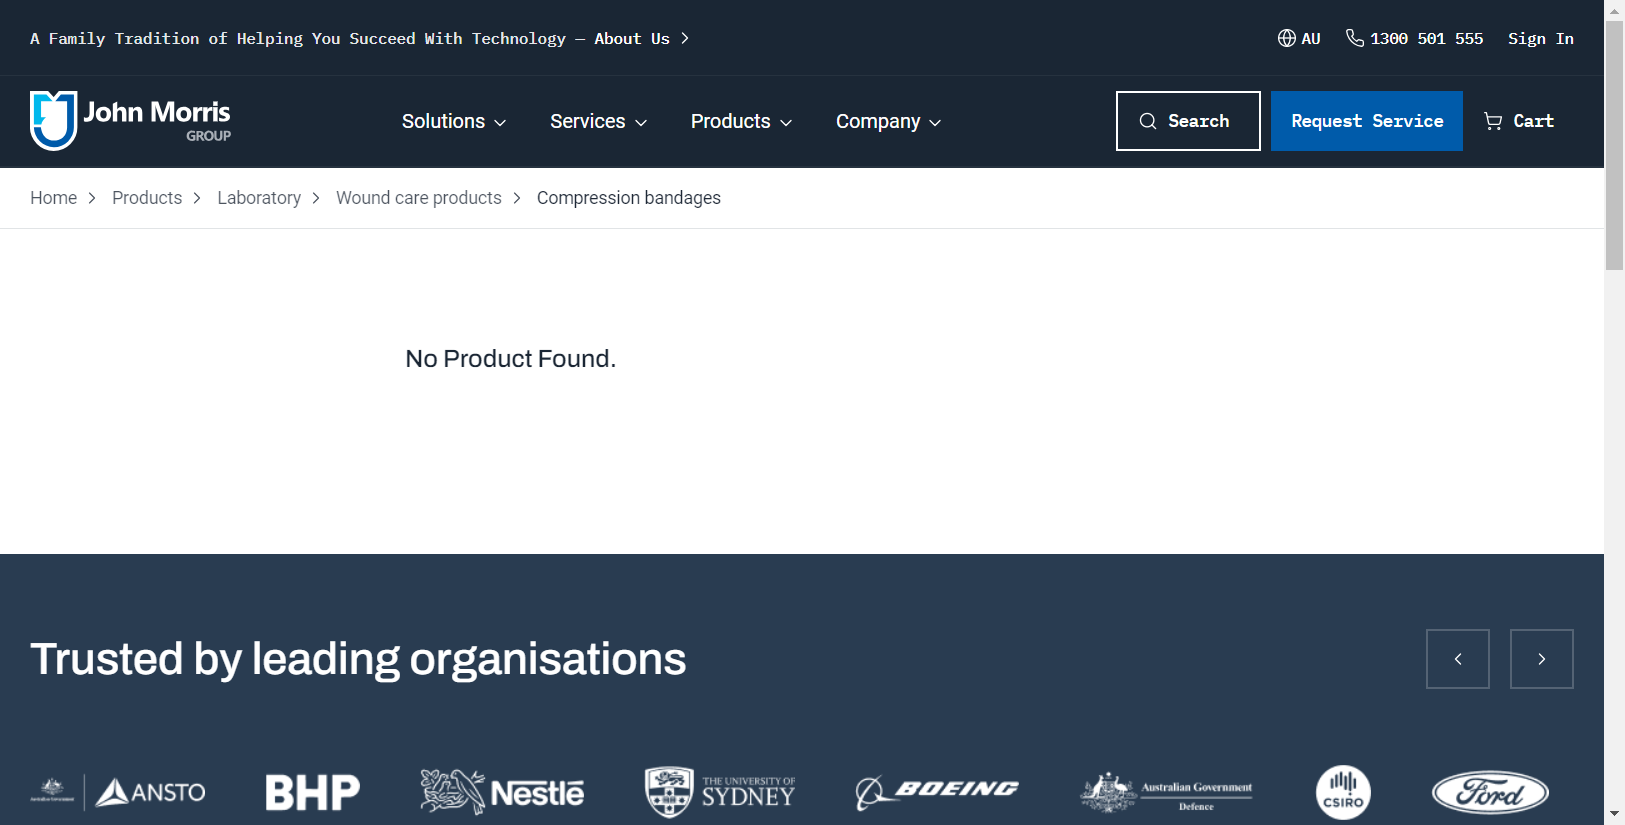 A Family Tradition of Helping You Succeed With Technology – About Us
AU
1300 501 555
Sign In
John Morris
GROUP
Solutions
Services
Products
Company
Search
Request Service
Cart
Home
Products
Laboratory
Wound care products
Compression bandages
No Product Found.
Trusted by leading organisations
ANSTO
BHP
Nestlé
THE UNIVERSITY OF
SYDNEY
BOEING
Australian Government
Defence
CSIRO
Ford